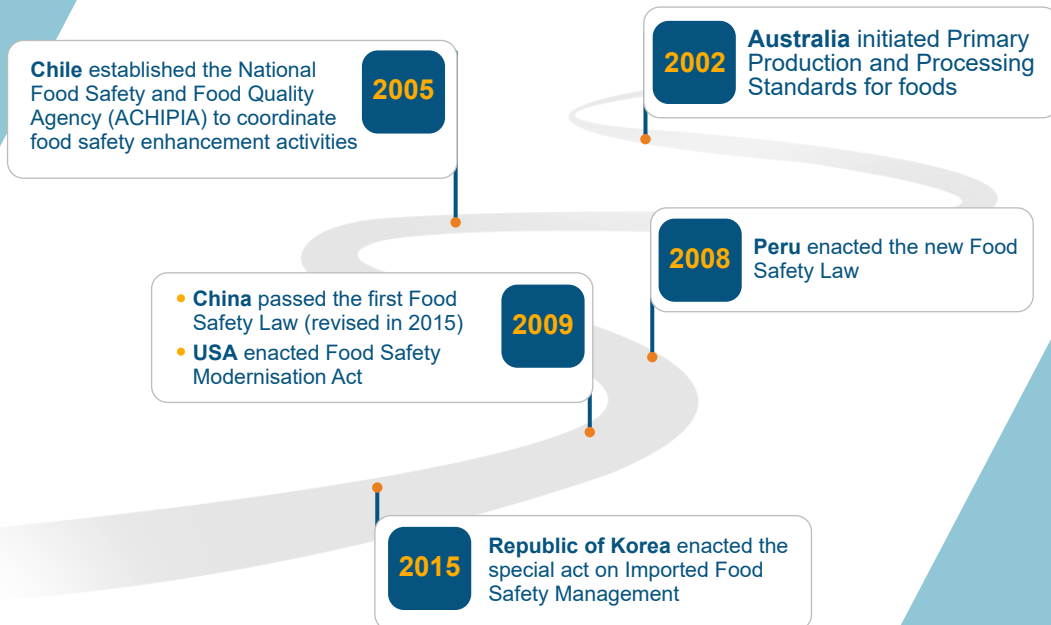 2002
Australia initiated Primary
Production and Processing
Standards for foods
Chile established the National
Food Safety and Food Quality
Agency (ACHIPIA) to coordinate
food safety enhancement activities
2005
2008
Peru enacted the new Food
Safety Law
• China passed the first Food
Safety Law (revised in 2015)
• USA enacted Food Safety
Modernisation Act
2009
2015
Republic of Korea enacted the
special act on Imported Food
Safety Management